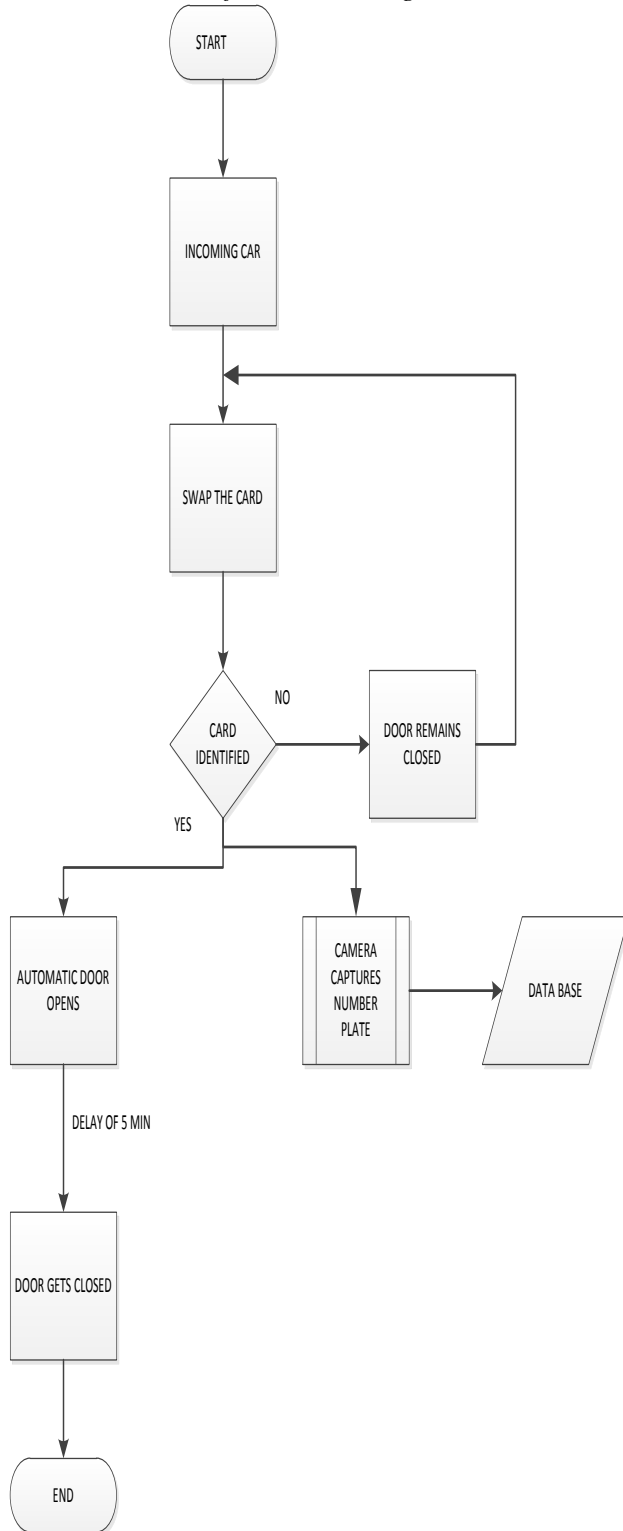 START
INCOMING CAR
SWAP THE CARD
CARD
IDENTIFIED
NO
DOOR REMAINS
CLOSED
YES
AUTOMATIC DOOR
OPENS
CAMERA
CAPTURES
NUMBER
PLATE
DATA BASE
DELAY OF 5 MIN
DOOR GETS CLOSED
END